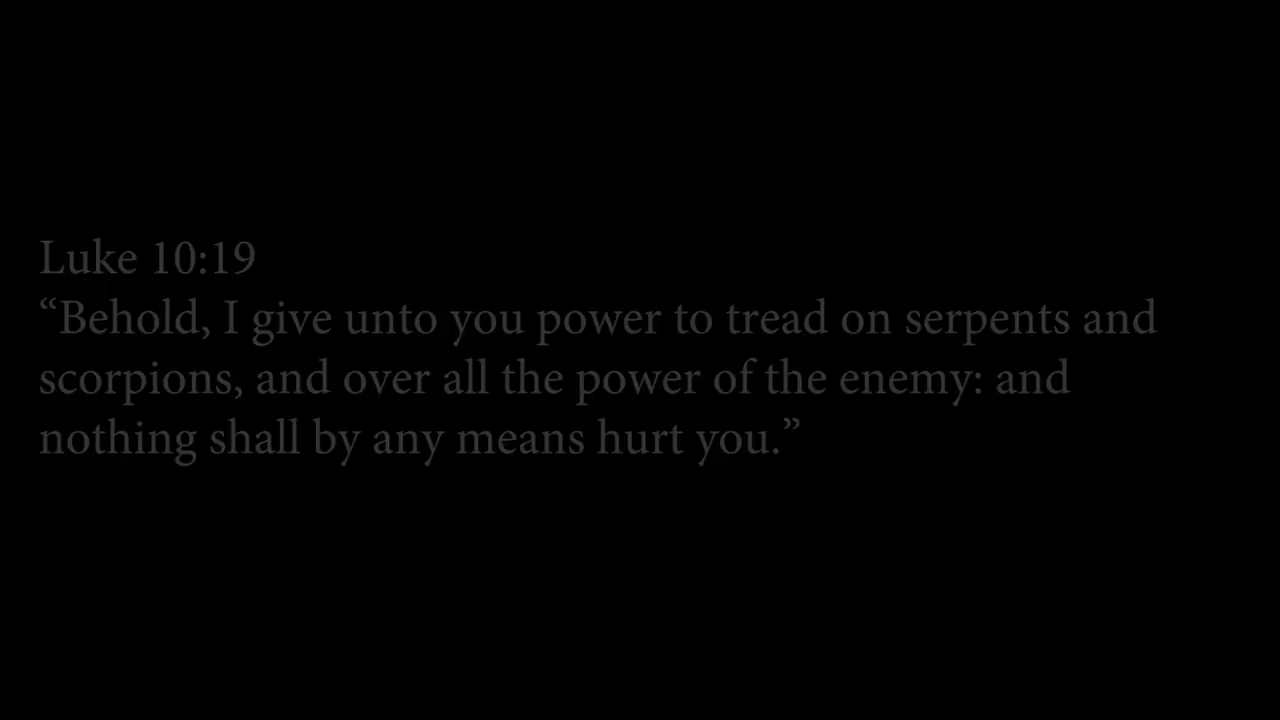 Luke 10:19
“Behold, I give unto you power to tread on serpents and
scorpions, and over all the power of the enemy: and
nothing shall by any means hurt you.”